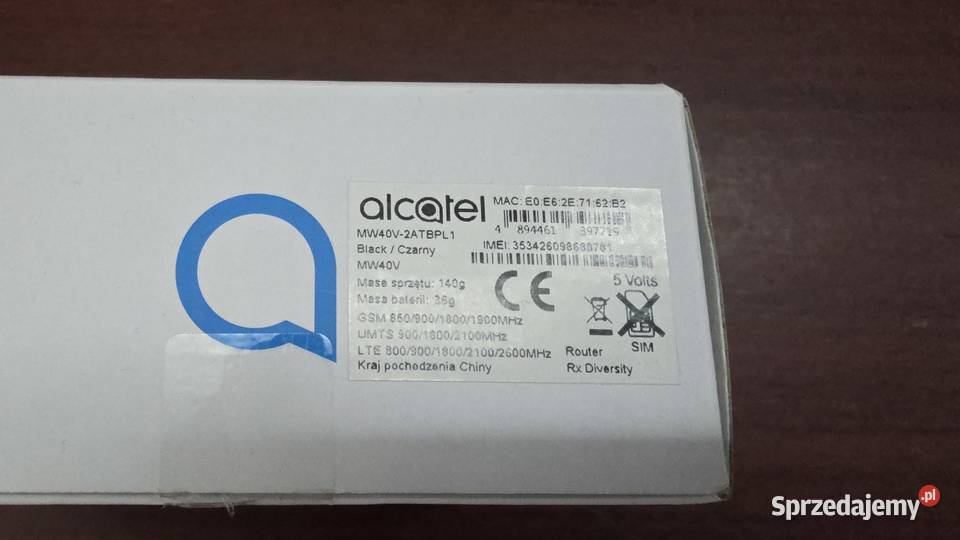 alcatel
MAC: E0:E6:2E:71:62:B2
MW40V-2ATBPL1
4 894461 397719
Black / Czarny
IMEI: 353426098688781
MW40V
5 Volts
Masa sprzętu: 140g
CE
Masa baterii: 36g
GSM 850/900/1800/1900MHz
UMTS 900/1800/2100MHz
SIM
LTE 800/900/1800/2100/2600MHz
Router
Kraj pochodzenia Chiny
Rx Diversity
Sprzedajemy.pl